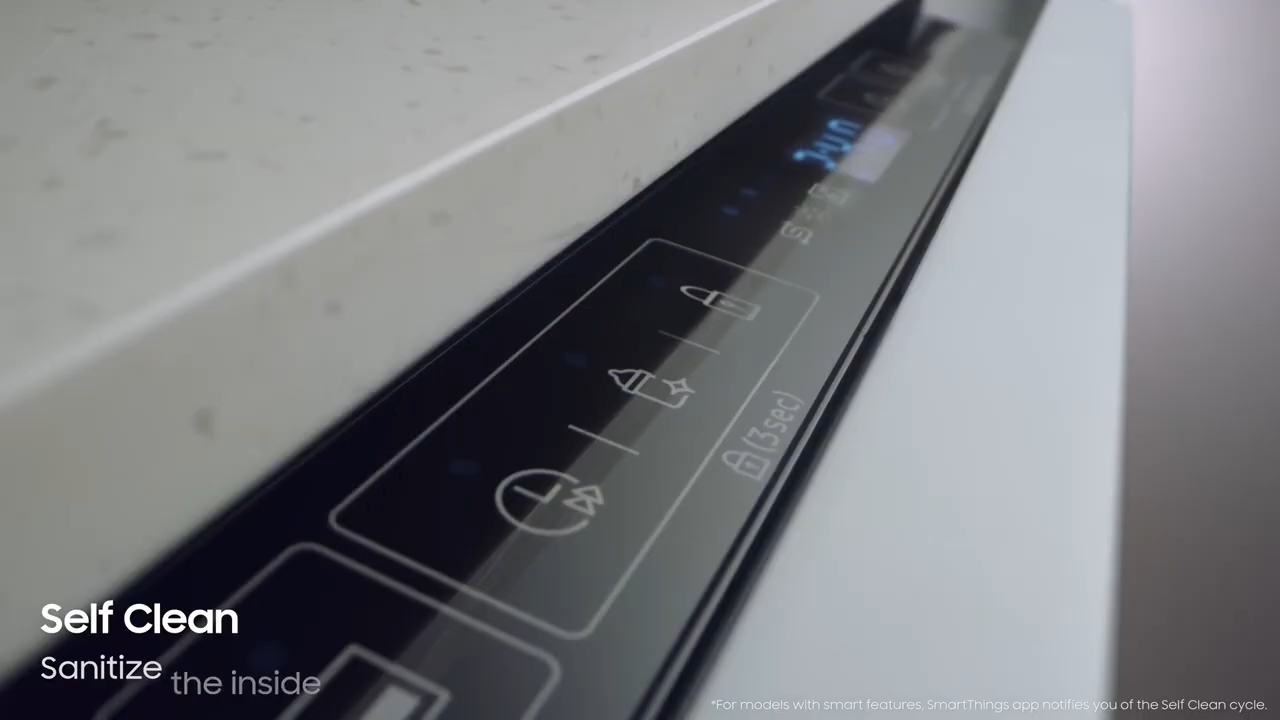 (3sec)
Self Clean
Sanitize the inside
*For models with smart features, SmartThings app notifies you of the Self Clean cycle.